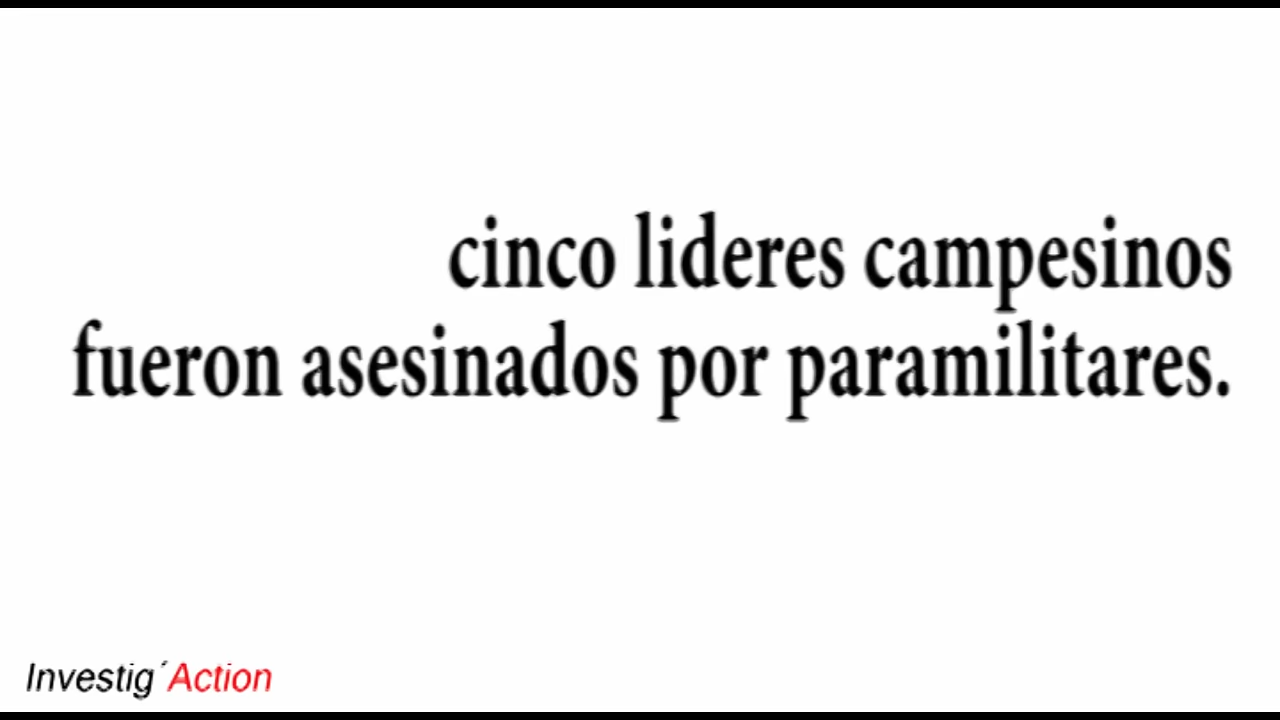 cinco lideres campesinos
fueron asesinados por paramilitares.
Investig´Action